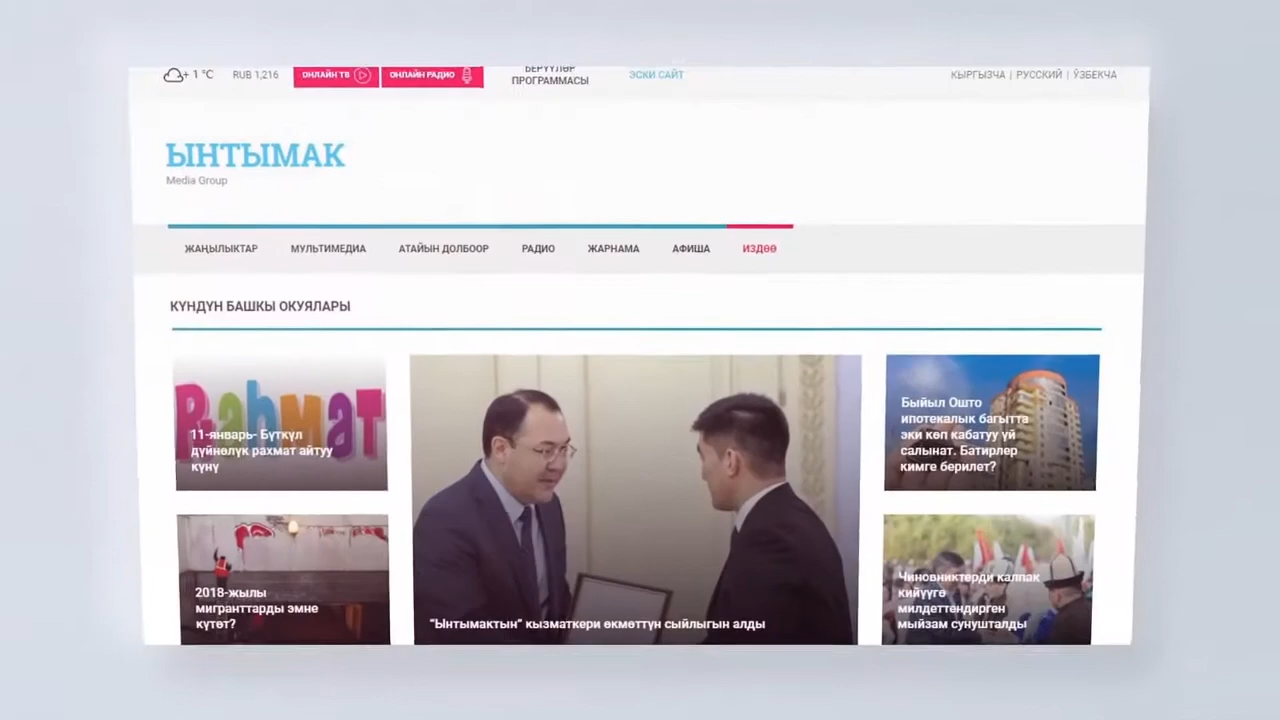 + 1 °C
RUB 1,216
ОНЛАЙН ТВ
ОНЛАЙН РАДИО
БЕРҮҮЛӨР
ПРОГРАММАСЫ
ЭСКИ САЙТ
КЫРГЫЗЧА | РУССКИЙ | ЎЗБЕКЧА
ЫНТЫМАК
Media Group
ЖАҢЫЛЫКТАР МУЛЬТИМЕДИА АТАЙЫН ДОЛБООР РАДИО ЖАРНАМА АФИША ИЗДӨӨ
КҮНДҮН БАШКЫ ОКУЯЛАРЫ
Rahmat
11-январь- Бүткүл
дүйнөлүк рахмат айтуу
күнү
2018-жылы
мигранттарды эмне
күтөт?
"Ынтымактын" кызматкери өкмөттүн сыйлыгын алды
Быйыл Ошто
ипотекалык багытта
эки көп кабатуу үй
салынат. Батирлер
кимге берилет?
Чиновниктерди калпак
кийүүгө
милдеттендирген
мыйзам сунушталды